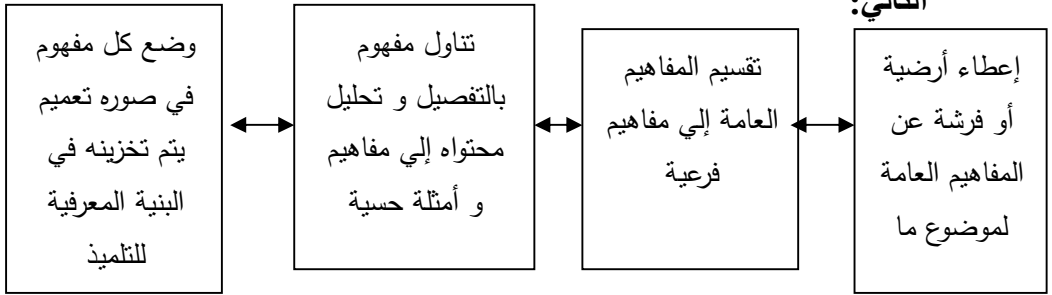 التالي:
إعطاء أرضية
أو فرشة عن
المفاهيم العامة
لموضوع ما
تقسيم المفاهيم
العامة إلي مفاهيم
فرعية
تناول مفهوم
بالتفصيل و تحليل
محتواه إلي مفاهيم
و أمثلة حسية
وضع كل مفهوم
في صوره تعميم
يتم تخزينه في
البنية المعرفية
للتلميذ